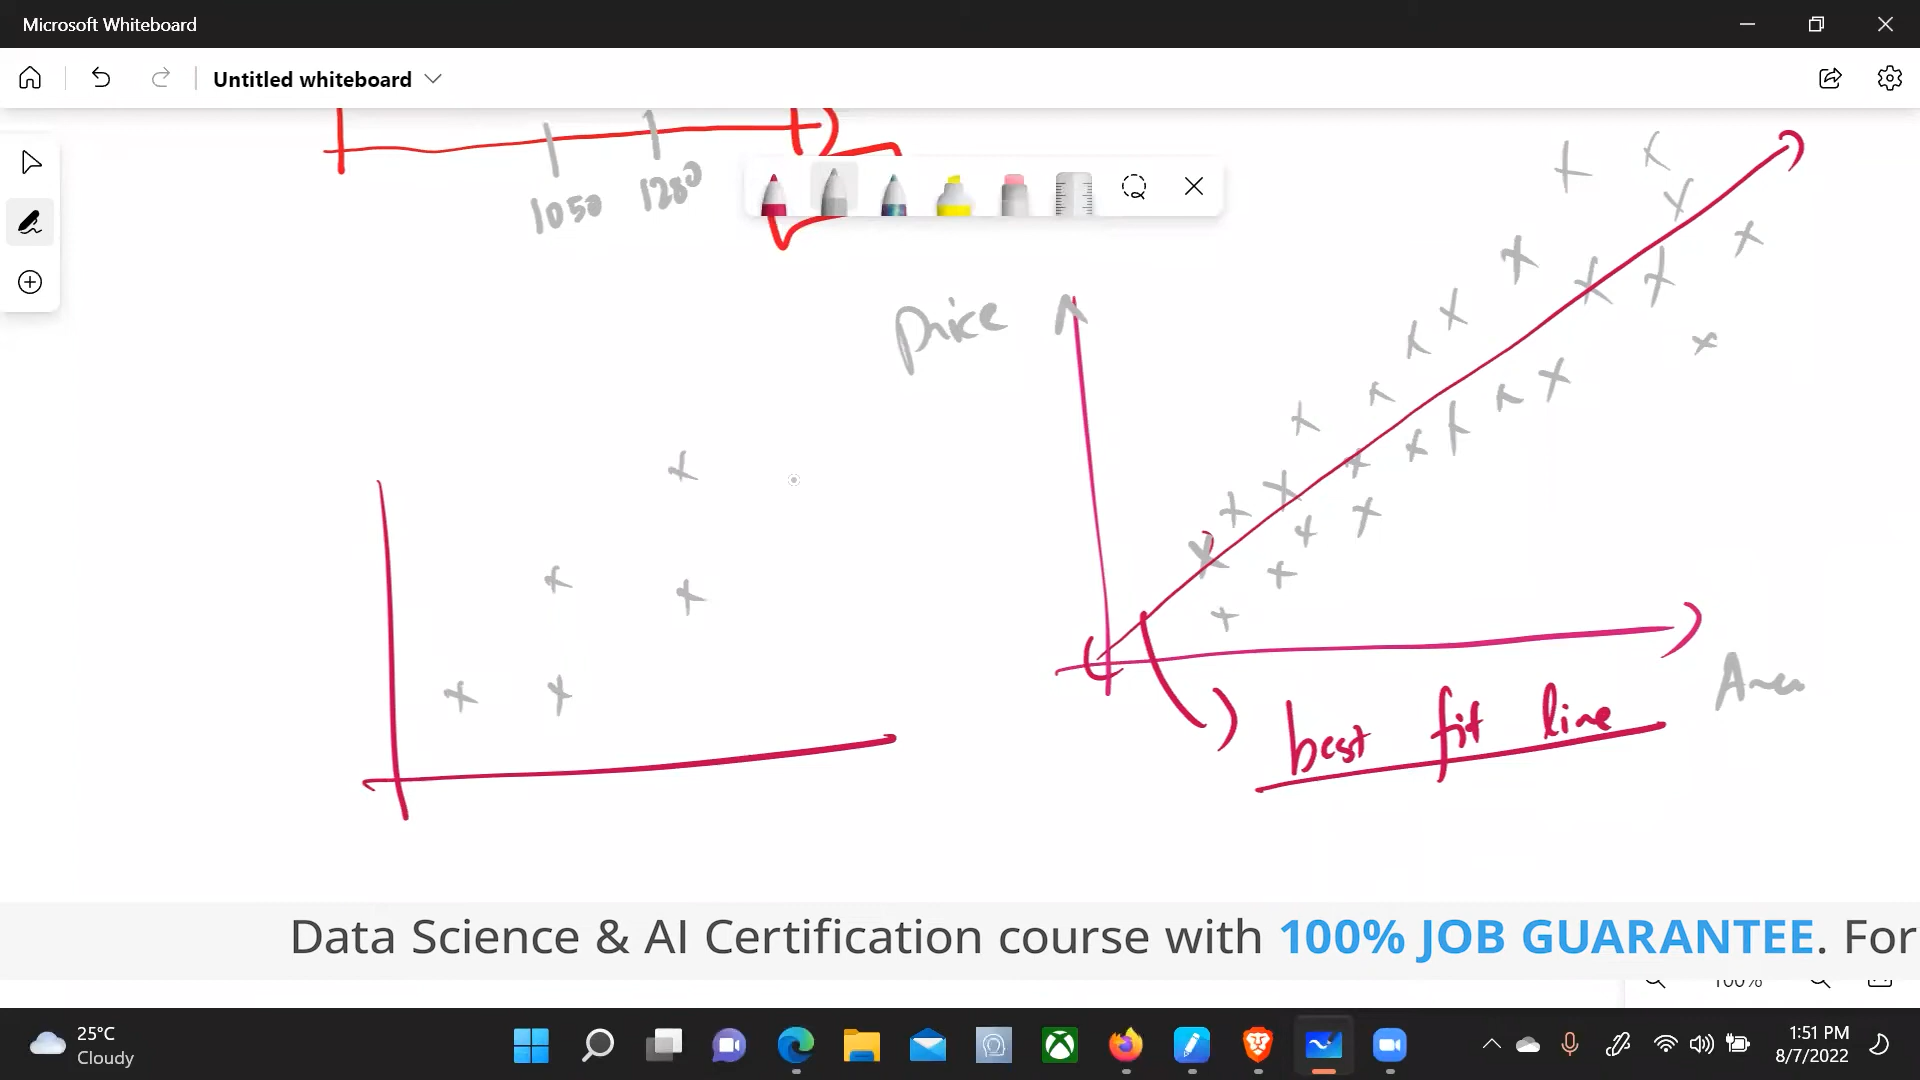 Microsoft Whiteboard
Untitled whiteboard
1050
1280
Price
Area
best fit line
Data Science & AI Certification course with 100% JOB GUARANTEE. For
100%
25°C
Cloudy
1:51 PM
8/7/2022